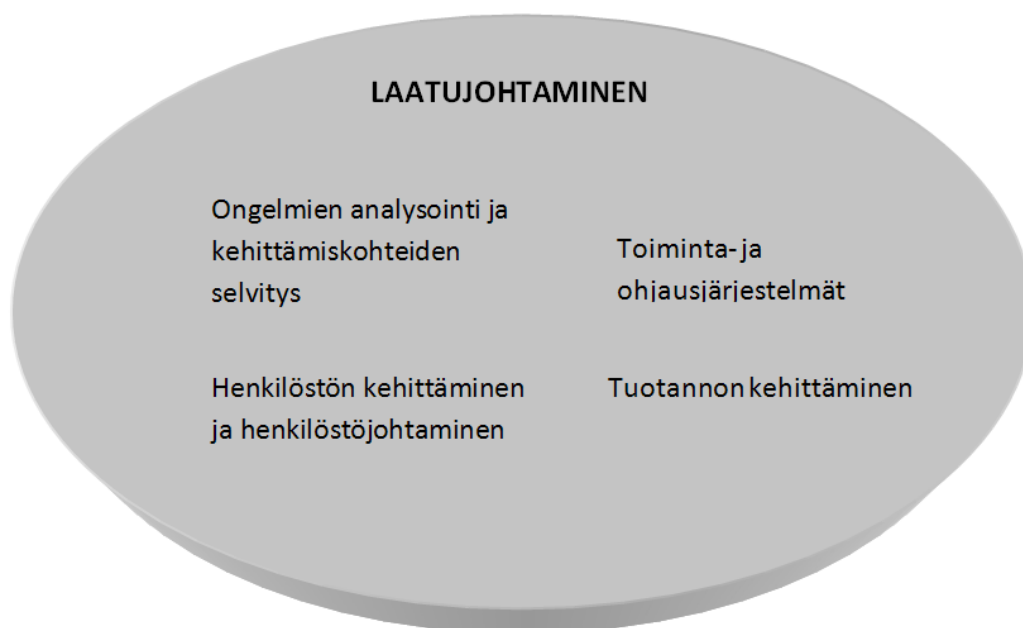 LAATUJOHTAMINEN
Ongelmien analysointi ja
kehittämiskohteiden
selvitys
Toiminta- ja
ohjausjärjestelmät
Henkilöstön kehittäminen
ja henkilöstöjohtaminen
Tuotannon kehittäminen